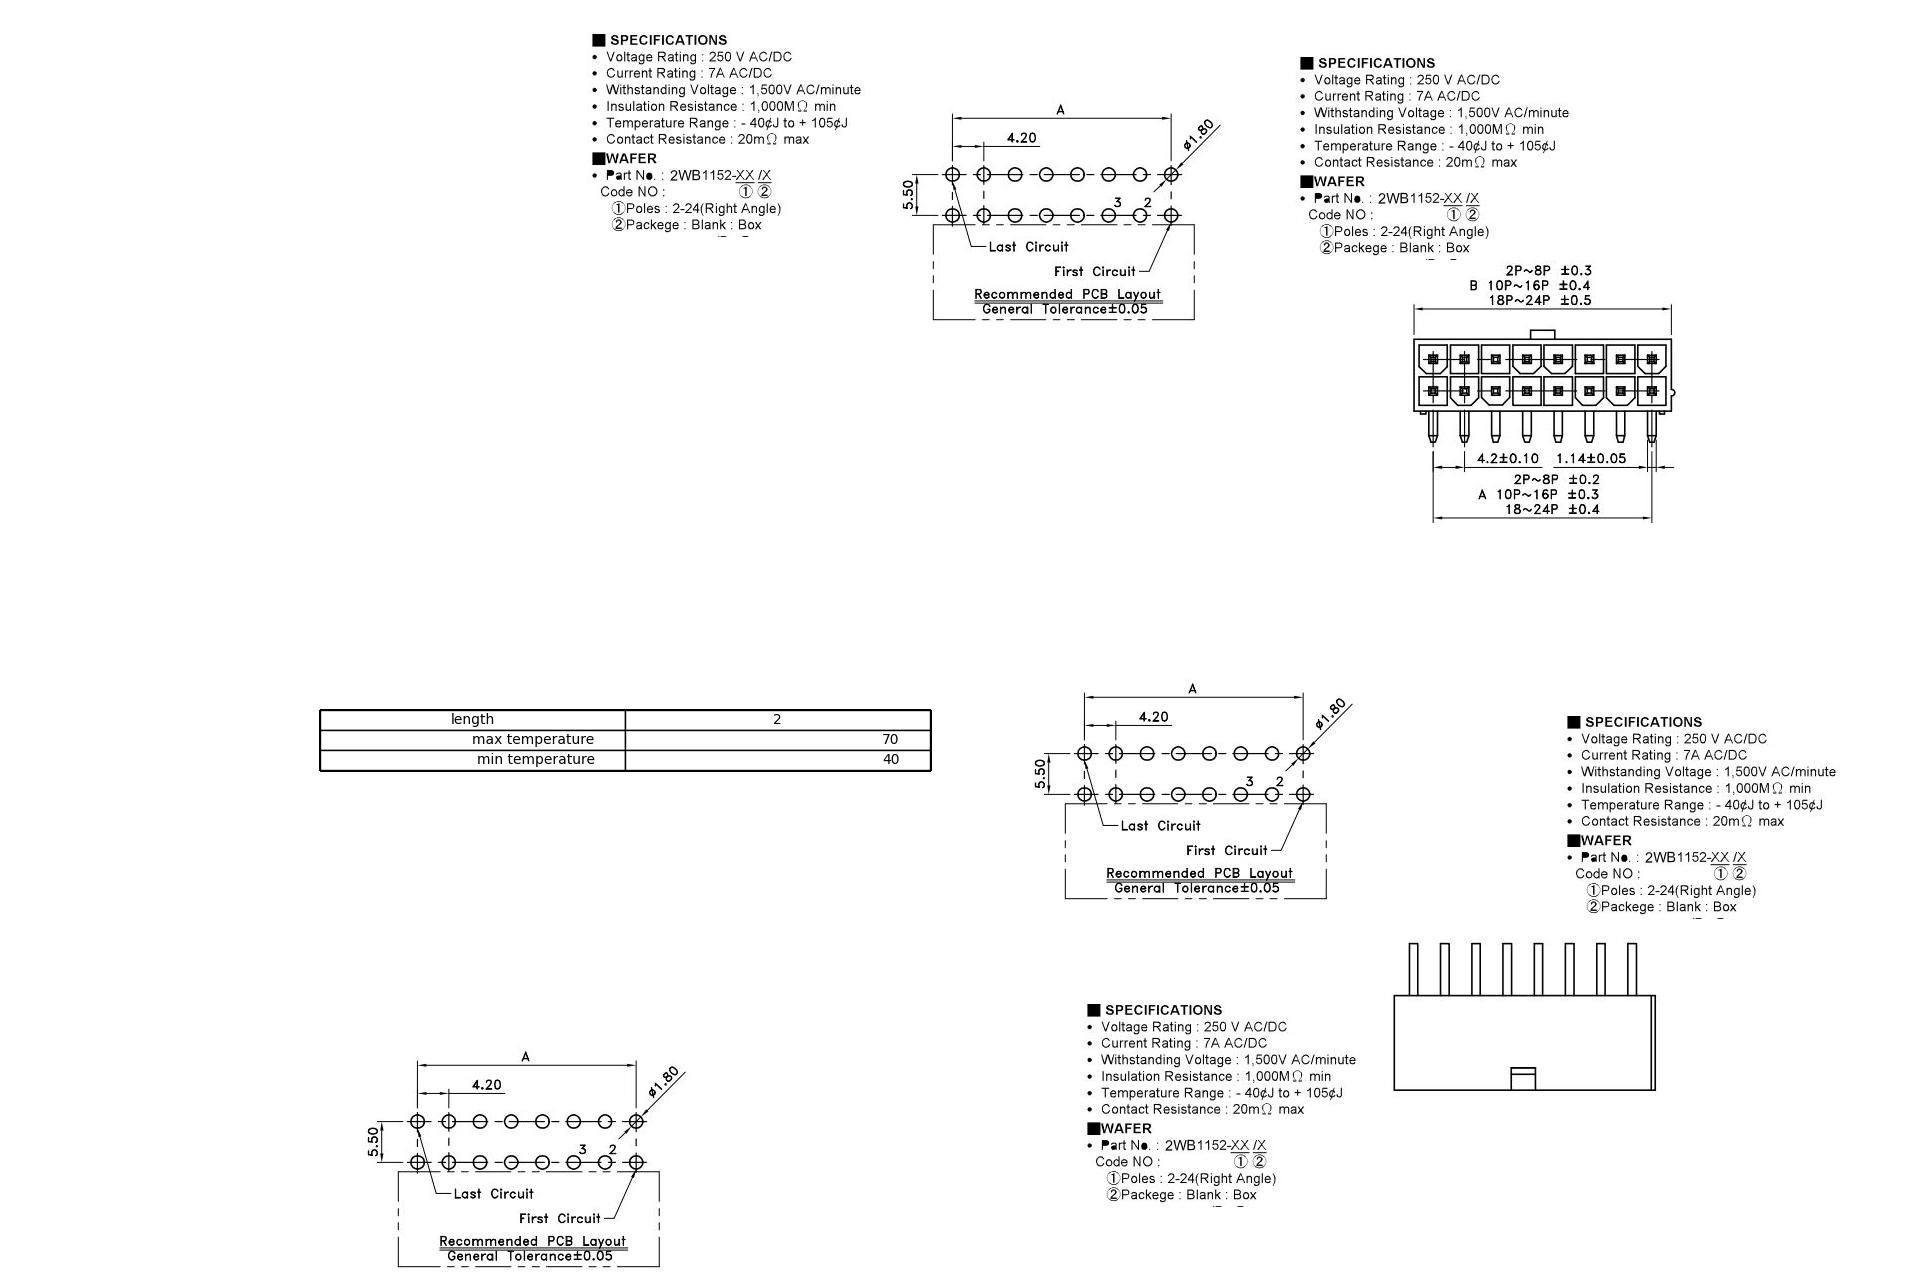 ■ SPECIFICATIONS
• Voltage Rating : 250 V AC/DC
• Current Rating : 7A AC/DC
• Withstanding Voltage : 1,500V AC/minute
• Insulation Resistance : 1,000MΩ min
• Temperature Range : - 40¢J to + 105¢J
• Contact Resistance : 20mΩ max
■WAFER
• Part No. : 2WB1152-XX /X
Code NO : ① ②
①Poles : 2-24(Right Angle)
②Packege : Blank : Box
A
4.20
ø1.80
5.50
3 2
Last Circuit
First Circuit
Recommended PCB Layout
General Tolerance±0.05
■ SPECIFICATIONS
• Voltage Rating : 250 V AC/DC
• Current Rating : 7A AC/DC
• Withstanding Voltage : 1,500V AC/minute
• Insulation Resistance : 1,000MΩ min
• Temperature Range : - 40¢J to + 105¢J
• Contact Resistance : 20mΩ max
■WAFER
• Part No. : 2WB1152-XX /X
Code NO : ① ②
①Poles : 2-24(Right Angle)
②Packege : Blank : Box
2P~8P ±0.3
B 10P~16P ±0.4
18P~24P ±0.5
4.2±0.10 1.14±0.05
2P~8P ±0.2
A 10P~16P ±0.3
18~24P ±0.4
length 2
max temperature 70
min temperature 40
A
4.20
ø1.80
5.50
3 2
Last Circuit
First Circuit
Recommended PCB Layout
General Tolerance±0.05
■ SPECIFICATIONS
• Voltage Rating : 250 V AC/DC
• Current Rating : 7A AC/DC
• Withstanding Voltage : 1,500V AC/minute
• Insulation Resistance : 1,000MΩ min
• Temperature Range : - 40¢J to + 105¢J
• Contact Resistance : 20mΩ max
■WAFER
• Part No. : 2WB1152-XX /X
Code NO : ① ②
①Poles : 2-24(Right Angle)
②Packege : Blank : Box
■ SPECIFICATIONS
• Voltage Rating : 250 V AC/DC
• Current Rating : 7A AC/DC
• Withstanding Voltage : 1,500V AC/minute
• Insulation Resistance : 1,000MΩ min
• Temperature Range : - 40¢J to + 105¢J
• Contact Resistance : 20mΩ max
■WAFER
• Part No. : 2WB1152-XX /X
Code NO : ① ②
①Poles : 2-24(Right Angle)
②Packege : Blank : Box
A
4.20
ø1.80
5.50
3 2
Last Circuit
First Circuit
Recommended PCB Layout
General Tolerance±0.05